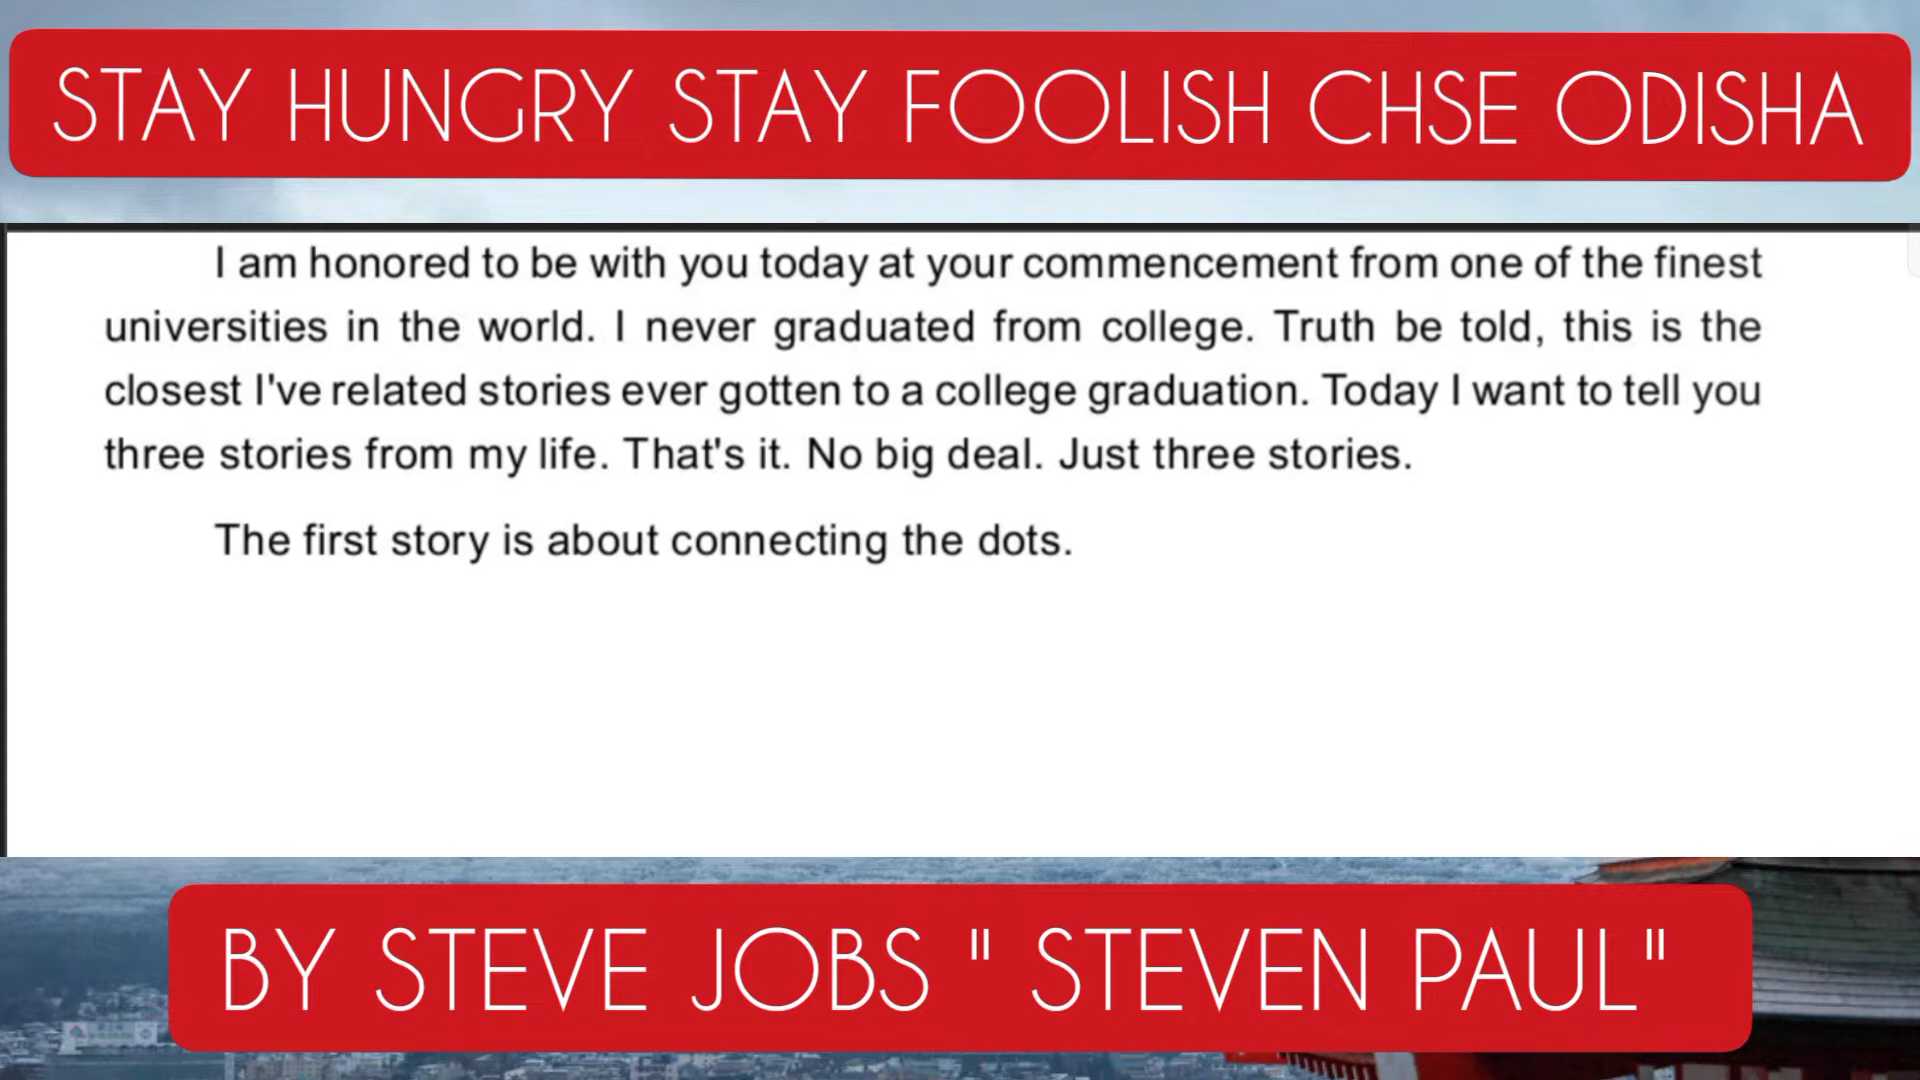 STAY HUNGRY STAY FOOLISH CHSE ODISHA
I am honored to be with you today at your commencement from one of the finest
universities in the world. I never graduated from college. Truth be told, this is the
closest I've related stories ever gotten to a college graduation. Today I want to tell you
three stories from my life. That's it. No big deal. Just three stories.
The first story is about connecting the dots.
BY STEVE JOBS " STEVEN PAUL"